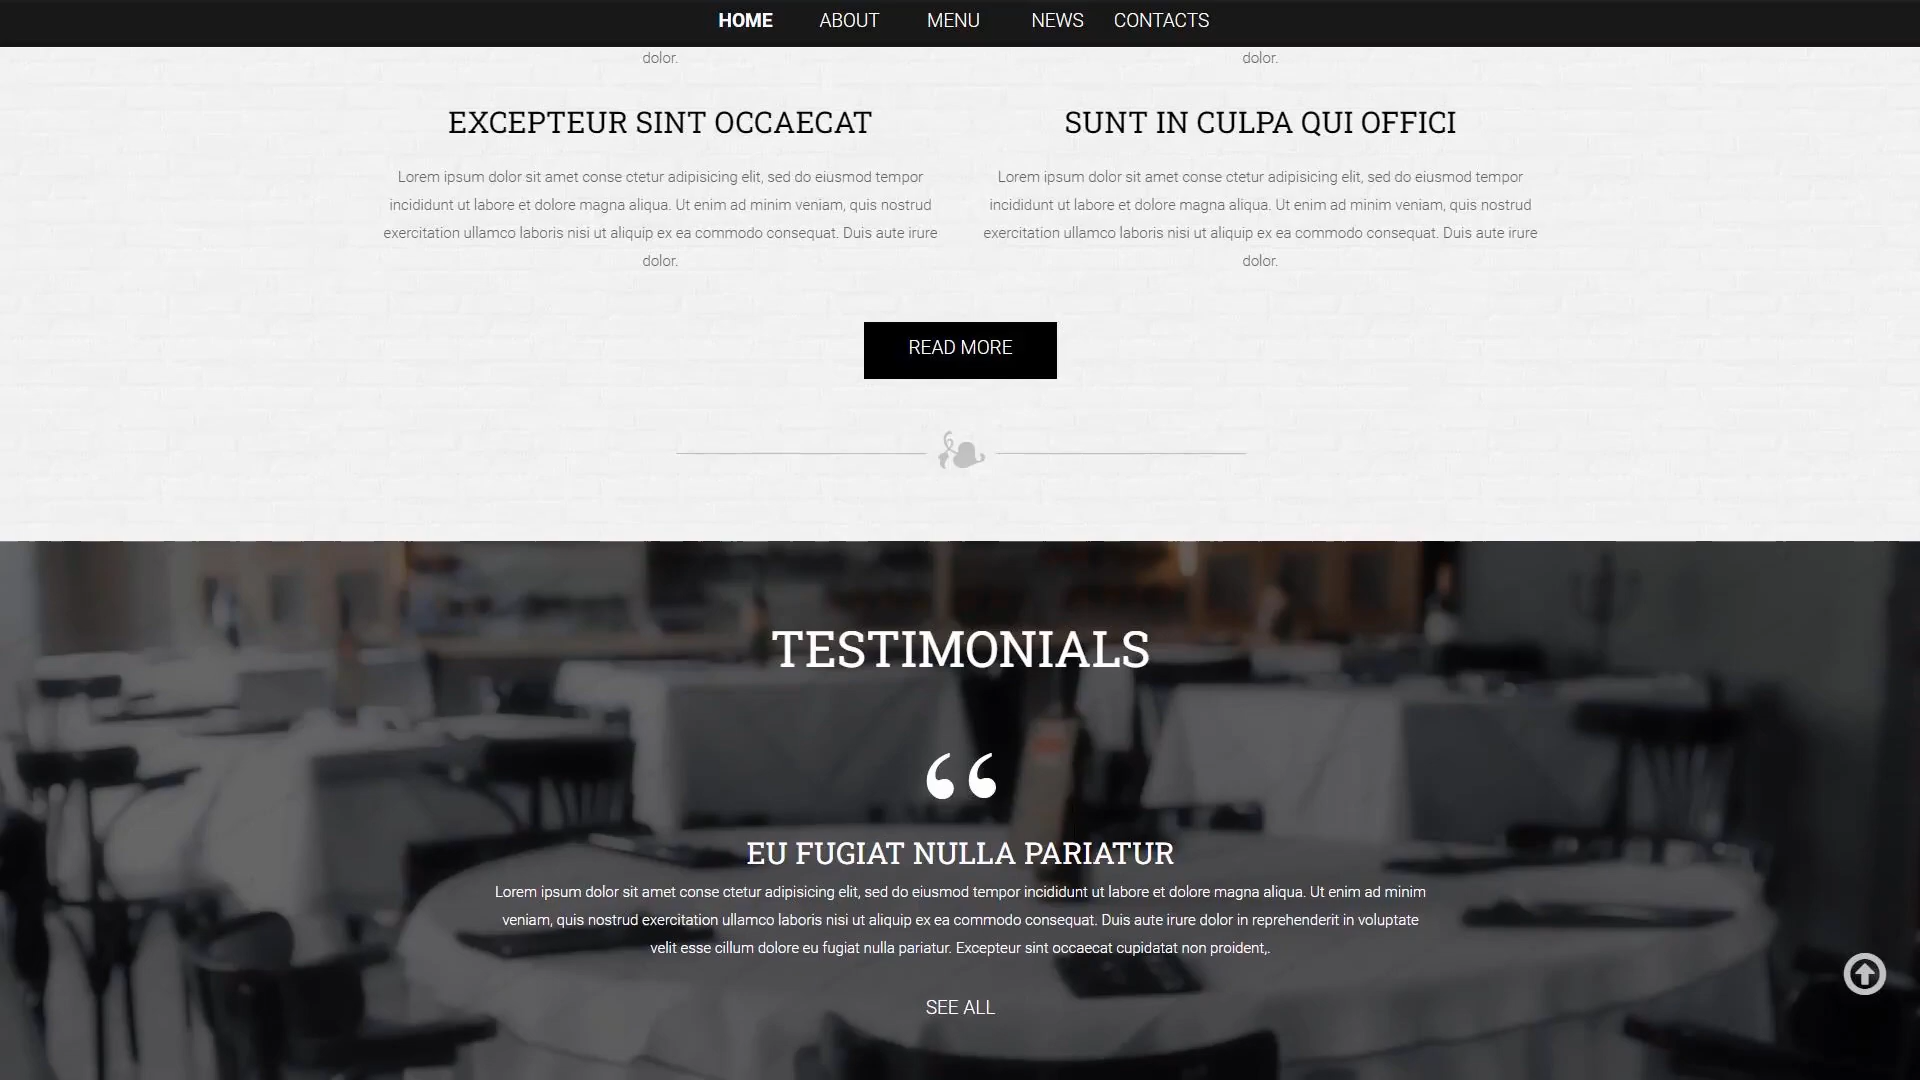 HOME ABOUT MENU NEWS CONTACTS
dolor.
dolor.
EXCEPTEUR SINT OCCAECAT
Lorem ipsum dolor sit amet conse ctetur adipisicing elit, sed do eiusmod tempor
incididunt ut labore et dolore magna aliqua. Ut enim ad minim veniam, quis nostrud
exercitation ullamco laboris nisi ut aliquip ex ea commodo consequat. Duis aute irure
dolor.
SUNT IN CULPA QUI OFFICI
Lorem ipsum dolor sit amet conse ctetur adipisicing elit, sed do eiusmod tempor
incididunt ut labore et dolore magna aliqua. Ut enim ad minim veniam, quis nostrud
exercitation ullamco laboris nisi ut aliquip ex ea commodo consequat. Duis aute irure
dolor.
READ MORE
TESTIMONIALS
“
EU FUGIAT NULLA PARIATUR
Lorem ipsum dolor sit amet conse ctetur adipisicing elit, sed do eiusmod tempor incididunt ut labore et dolore magna aliqua. Ut enim ad minim
veniam, quis nostrud exercitation ullamco laboris nisi ut aliquip ex ea commodo consequat. Duis aute irure dolor in reprehenderit in voluptate
velit esse cillum dolore eu fugiat nulla pariatur. Excepteur sint occaecat cupidatat non proident,.
SEE ALL